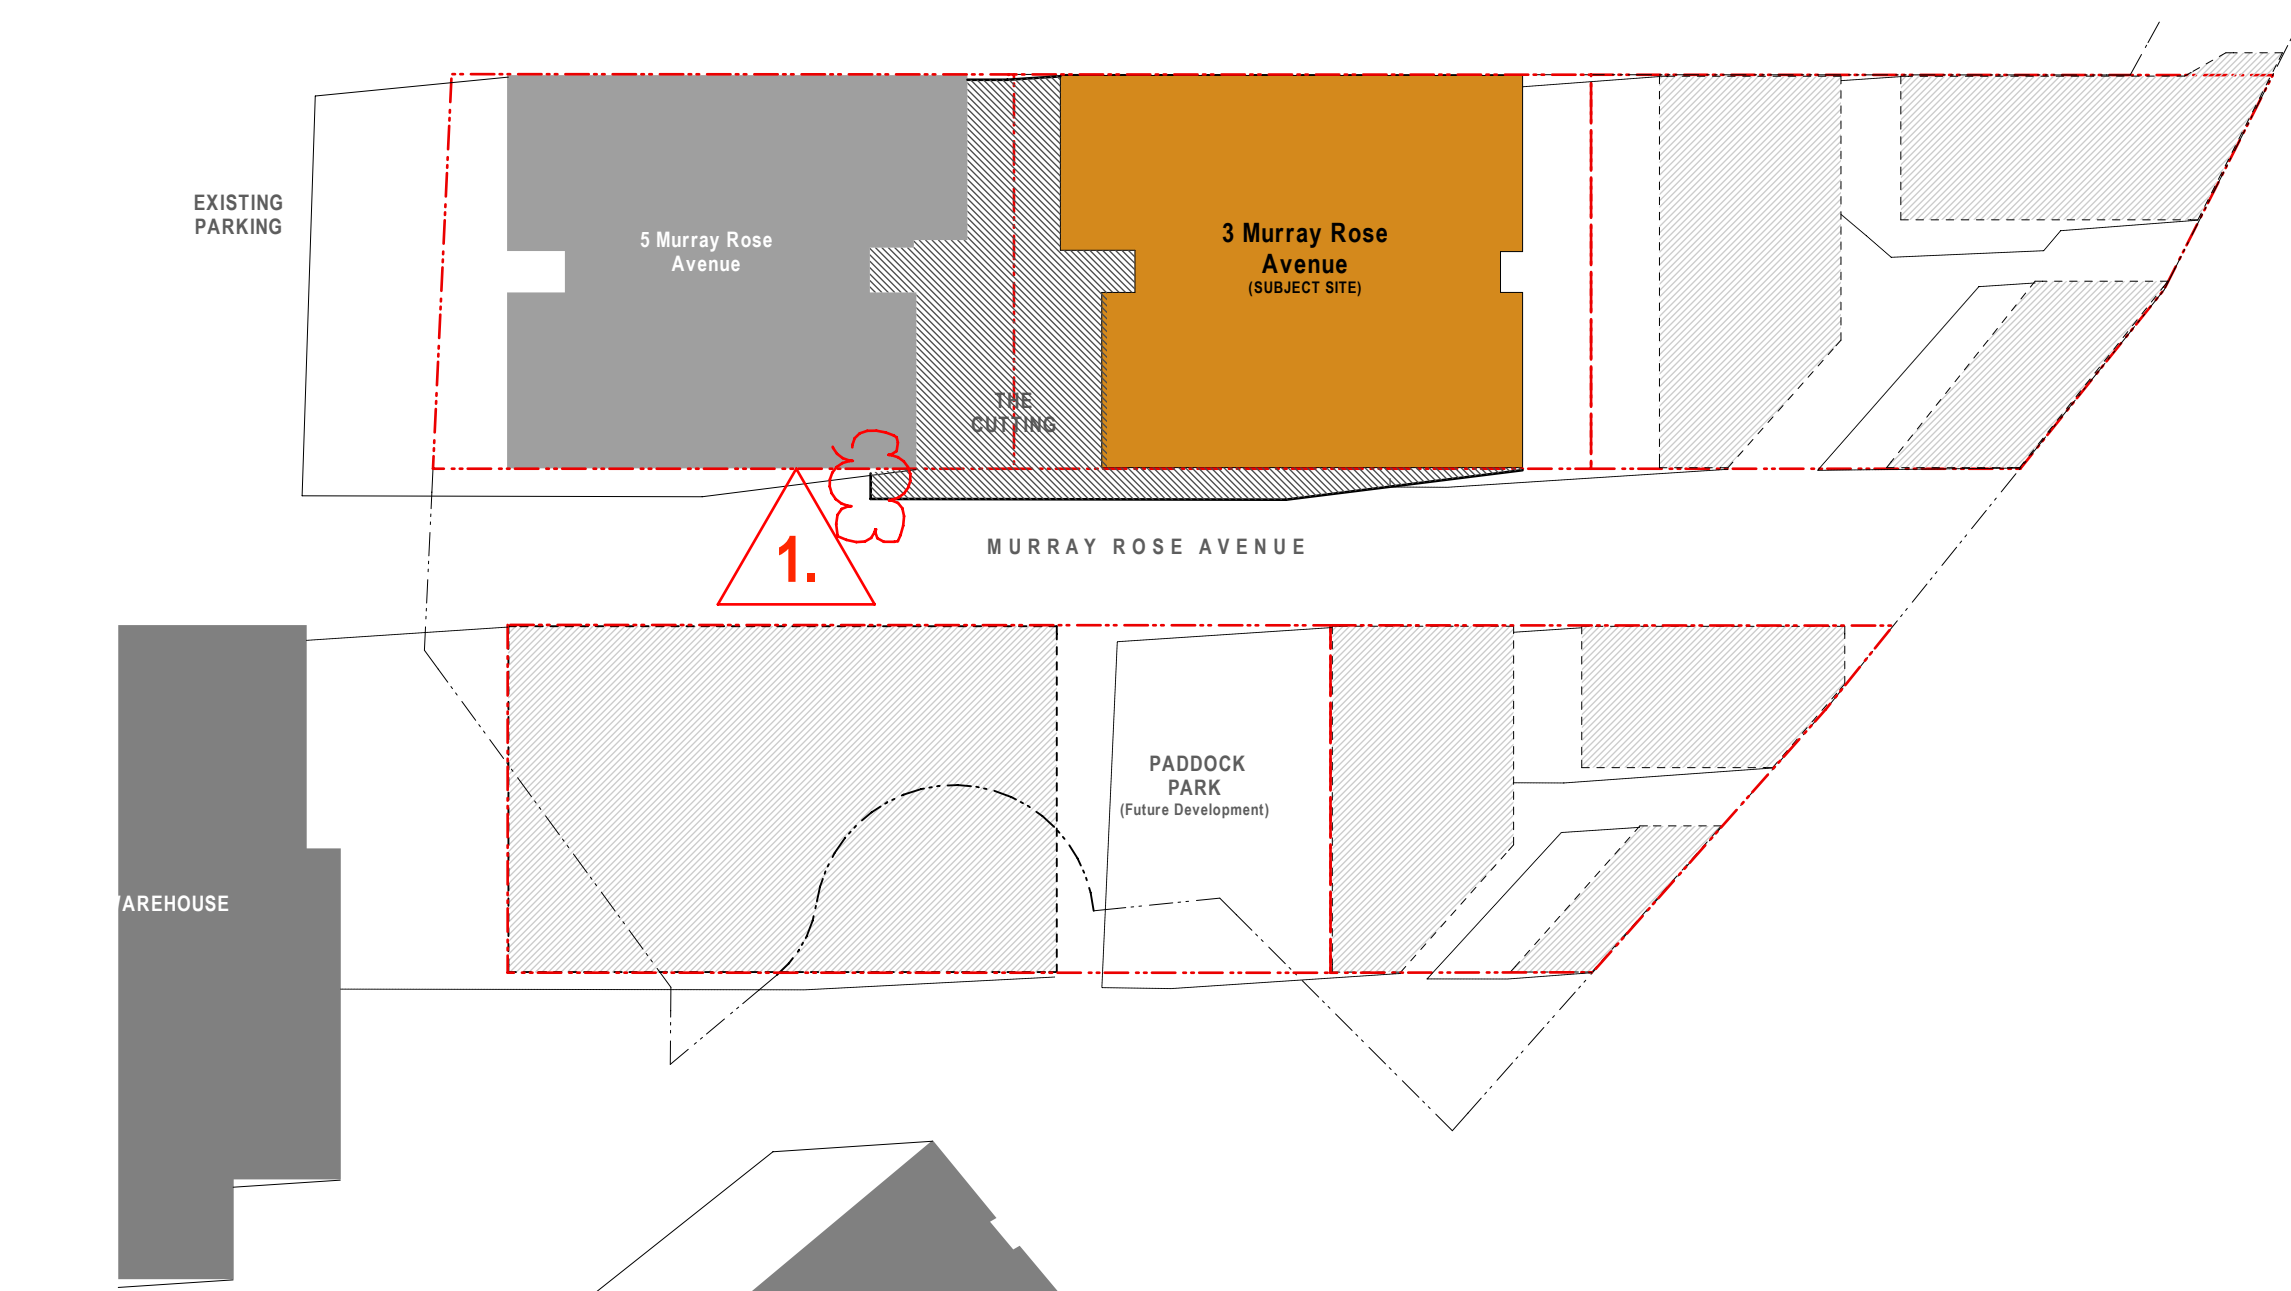 EXISTING
PARKING
5 Murray Rose
Avenue
3 Murray Rose
Avenue
(SUBJECT SITE)
THE
CUTTING
1.
MURRAY ROSE AVENUE
PADDOCK
PARK
(Future Development)
AREHOUSE